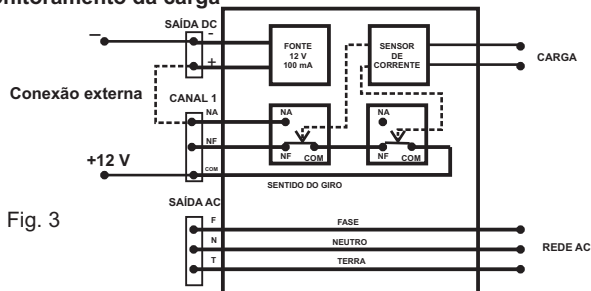 nitoramento da carga
SAÍDA DC
–
-
+
FONTE
12 V
100 mA
SENSOR
DE
CORRENTE
CARGA
Conexão externa
CANAL 1
NA
NF
COM
NA
NF
COM
NA
NF
COM
+12 V
SENTIDO DO GIRO
SAÍDA AC
Fig. 3
F
FASE
N
NEUTRO
T
TERRA
REDE AC